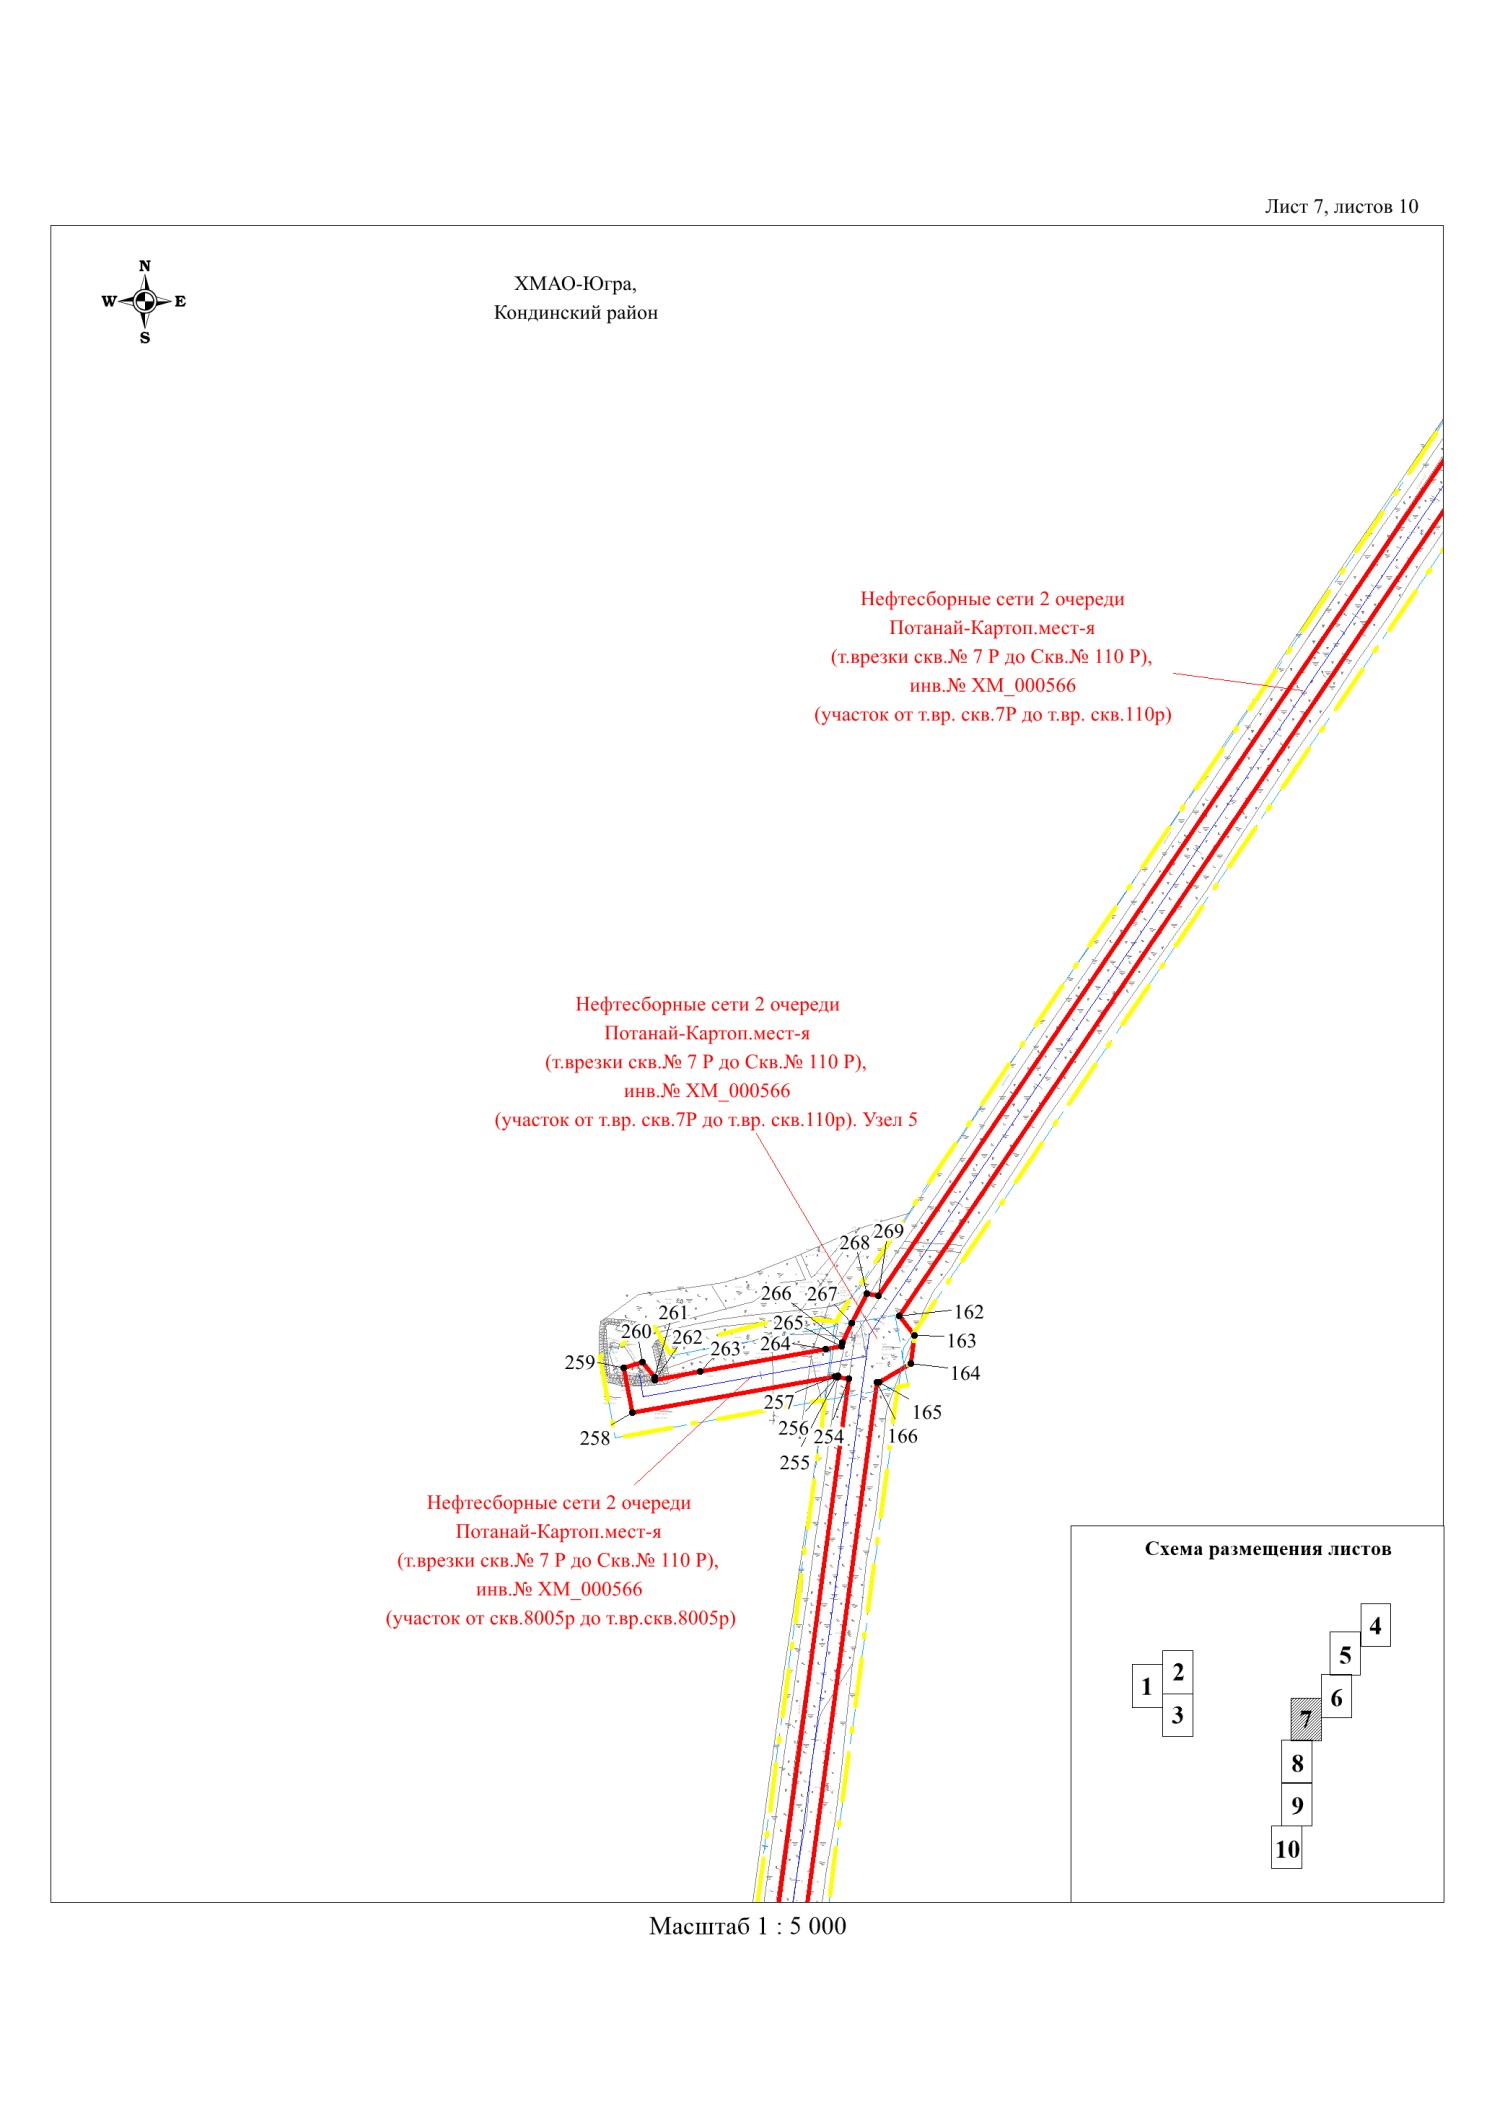 Лист 7, листов 10
N
W E
S
ХМАО-Югра,
Кондинский район
Нефтесборные сети 2 очереди
Потанай-Картоп.мест-я
(т.врезки скв.№ 7 Р до Скв.№ 110 Р),
инв.№ ХМ_000566
(участок от т.вр. скв.7Р до т.вр. скв.110р)
Нефтесборные сети 2 очереди
Потанай-Картоп.мест-я
(т.врезки скв.№ 7 Р до Скв.№ 110 Р),
инв.№ ХМ_000566
(участок от т.вр. скв.7Р до т.вр. скв.110р). Узел 5
269
268
266
267
261
162
265
260
262
163
264
263
259
164
257
165
256
254
166
258
255
Нефтесборные сети 2 очереди
Потанай-Картоп.мест-я
(т.врезки скв.№ 7 Р до Скв.№ 110 Р),
инв.№ ХМ_000566
(участок от скв.8005р до т.вр.скв.8005р)
Схема размещения листов
4
5
2
1
6
3
7
8
9
10
Масштаб 1 : 5 000